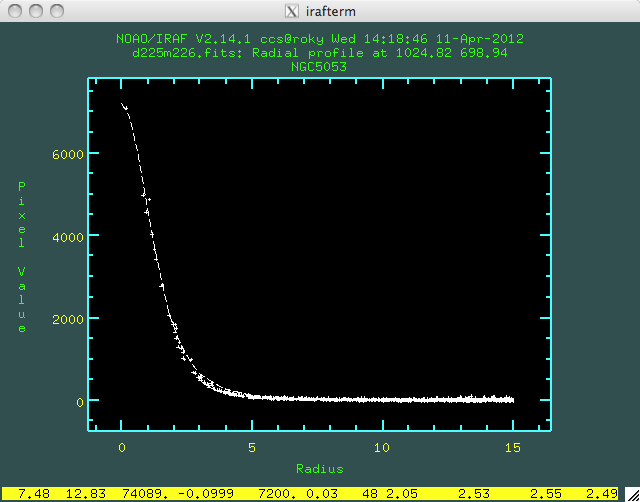 irafterm
NOAO/IRAF V2.14.1 ccs@roky Wed 14:18:46 11-Apr-2012
d225m226.fits: Radial profile at 1024.82 698.94
NGC5053
6000
4000
2000
0
Pixel Value
0 5 10 15
Radius
7.48 12.83 74089. -0.0999 7200. 0.03 48 2.05 2.53 2.55 2.49